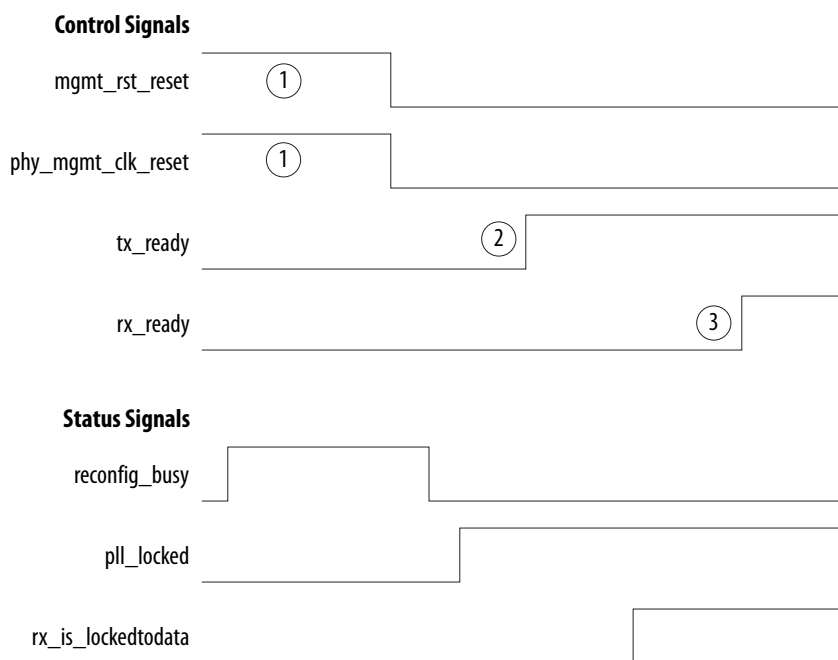 Control Signals
mgmt_rst_reset
1
phy_mgmt_clk_reset
1
tx_ready
2
rx_ready
3
Status Signals
reconfig_busy
pll_locked
rx_is_lockedtodata